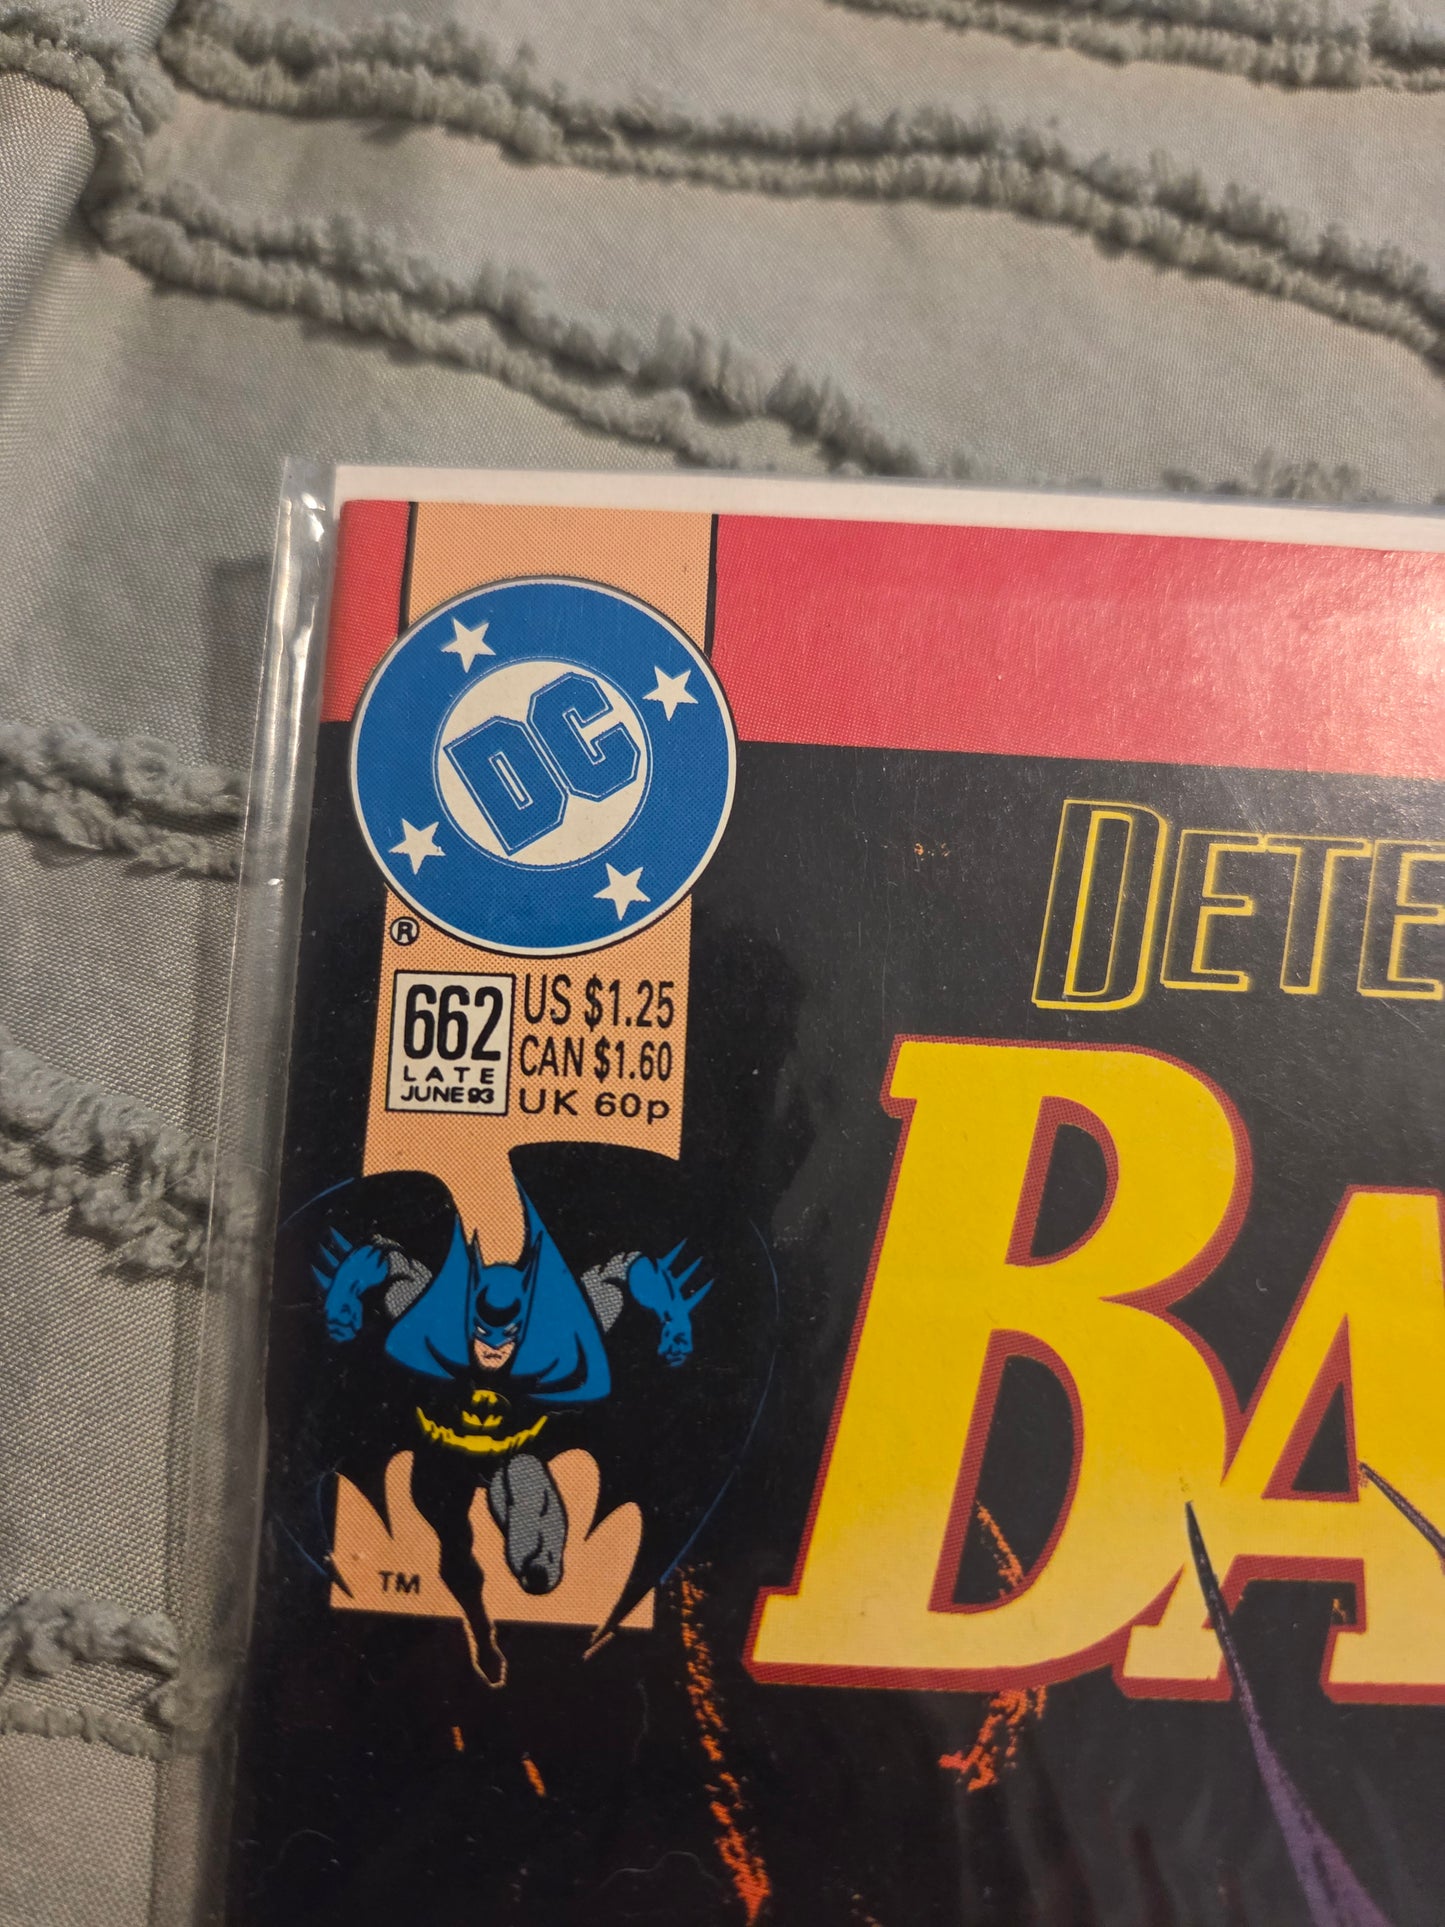 DC
®
662
LATE
JUNE 93
US $1.25
CAN $1.60
UK 60p
DETE
BA
TM